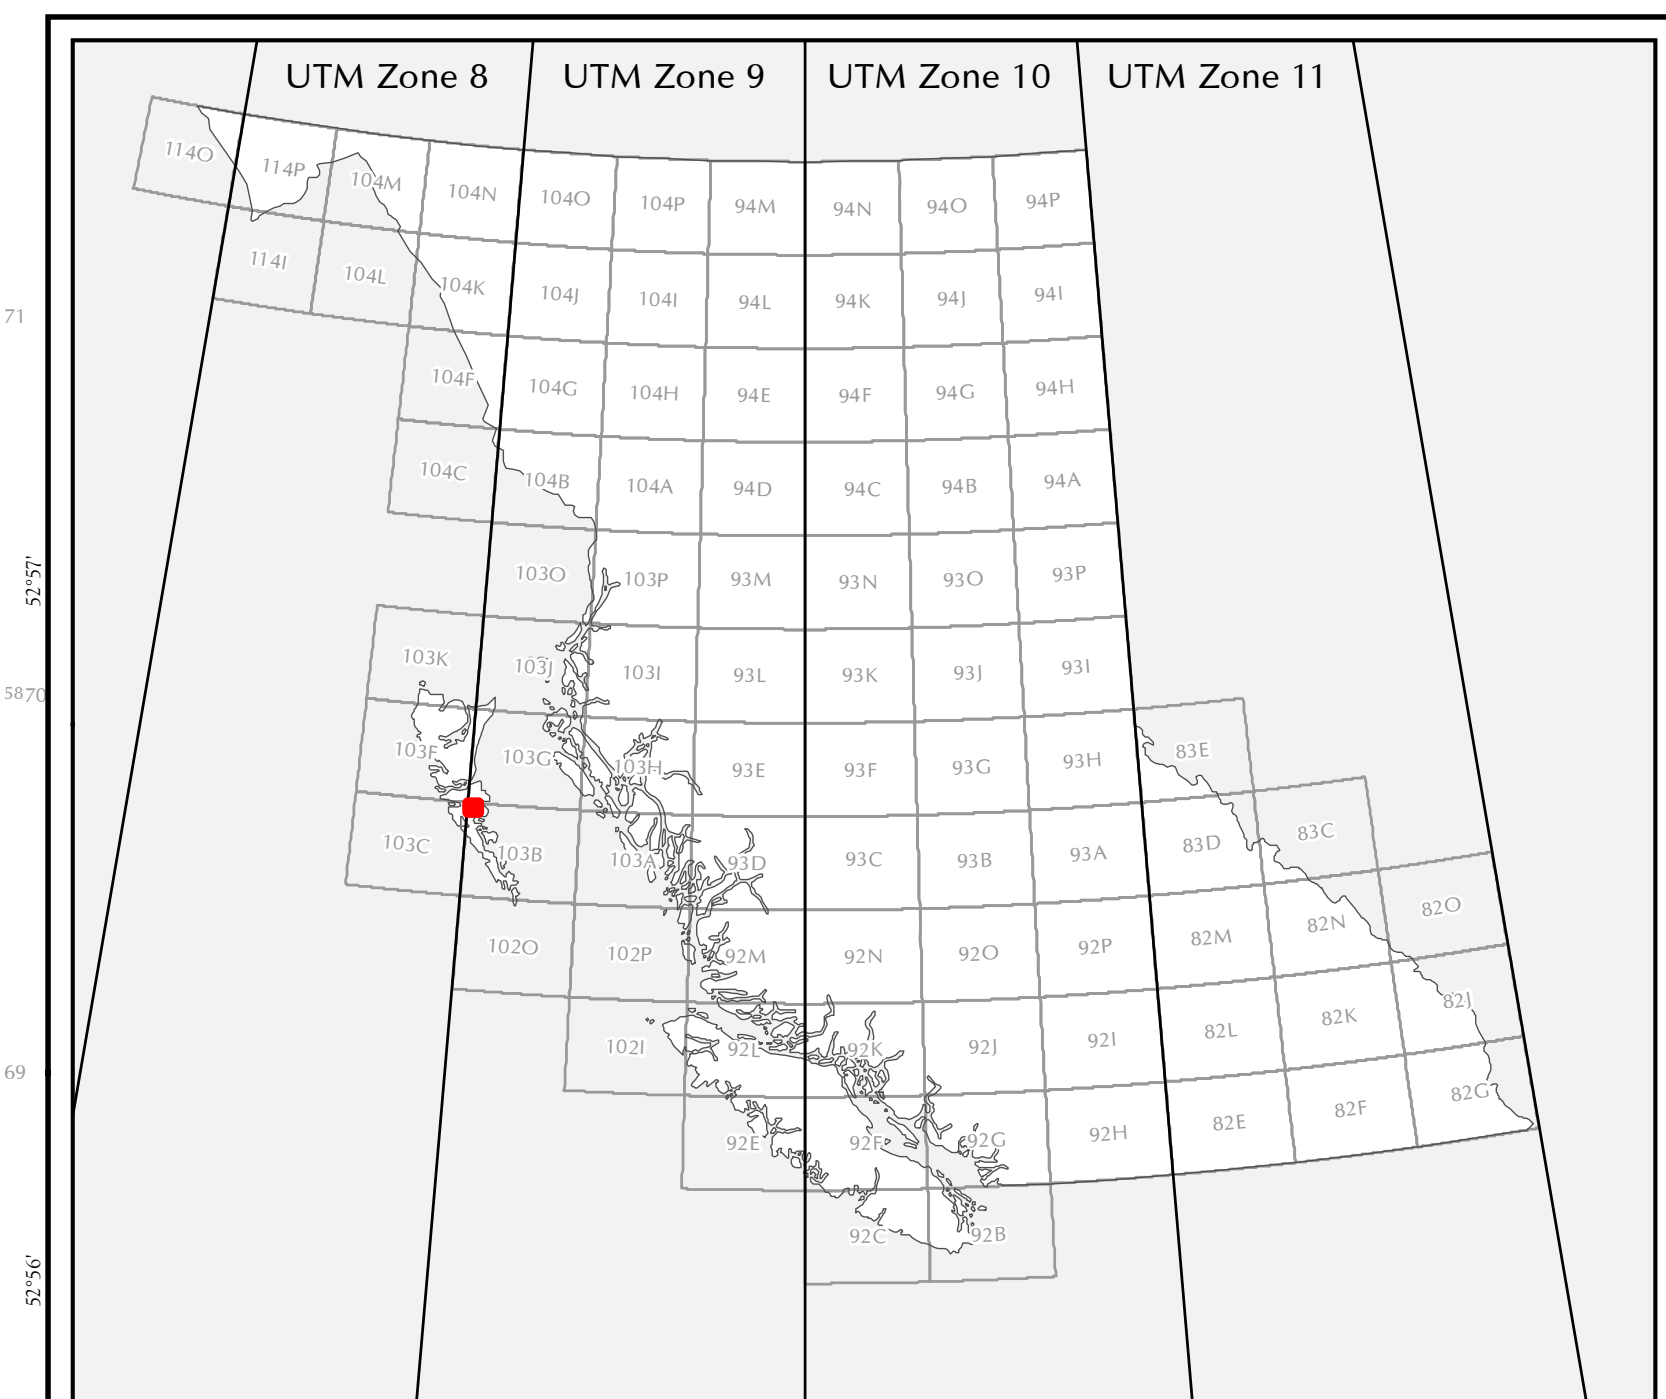 UTM Zone 8 UTM Zone 9 UTM Zone 10 UTM Zone 11
114O 114P 104M 104N 104O 104P 94M 94N 94O 94P
114I 104L 104K 104J 104I 94L 94K 94J 94I
71
104F 104G 104H 94E 94F 94G 94H
104C 104B 104A 94D 94C 94B 94A
52°57'
103O 103P 93M 93N 93O 93P
103K 103J 103I 93L 93K 93J 93I
5870
103F 103G 103H 93E 93F 93G 93H 83E
103C 103B 103A 93D 93C 93B 93A 83D 83C
102O 102P 92M 92N 92O 92P 82M 82N 82O
102I 92L 92K 92J 92I 82L 82K 82J
69
92E 92F 92G 92H 82E 82F 82G
92C 92B
52°56'